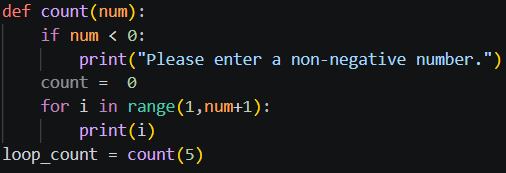 def count(num):
    if num < 0:
        print("Please enter a non-negative number.")
    count =  0
    for i in range(1,num+1):
        print(i)
loop_count = count(5)